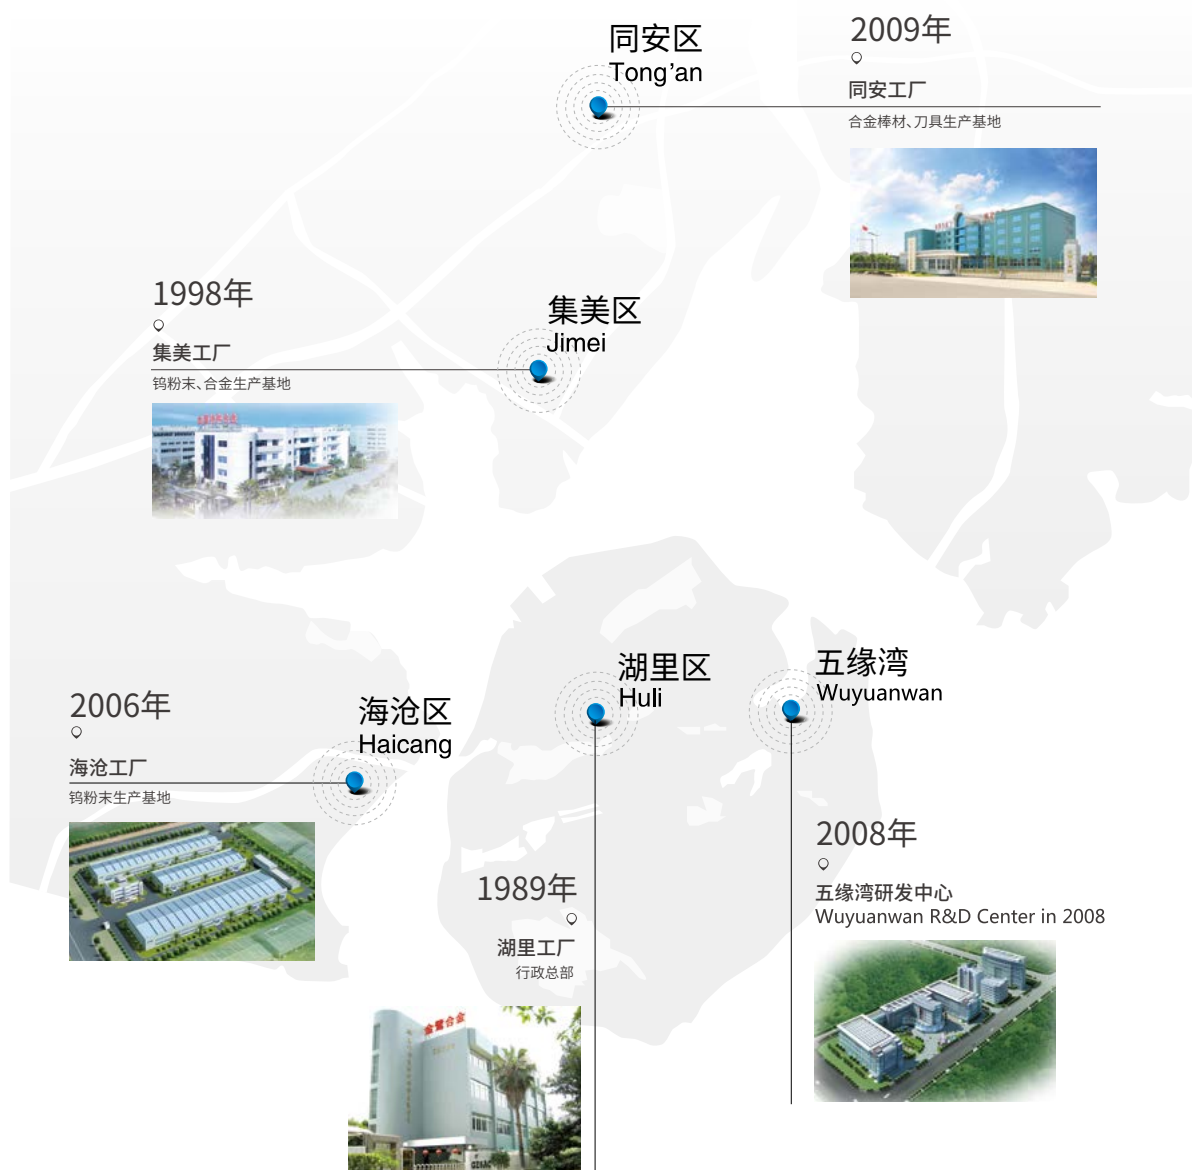 同安区
Tong'an
2009年
同安工厂
合金棒材、刀具生产基地
1998年
集美工厂
钨粉末、合金生产基地
集美区
Jimei
2006年
海沧工厂
钨粉末生产基地
海沧区
Haicang
湖里区
Huli
五缘湾
Wuyuanwan
1989年
湖里工厂
行政总部
金鹭合金
2008年
五缘湾研发中心
Wuyuanwan R&D Center in 2008